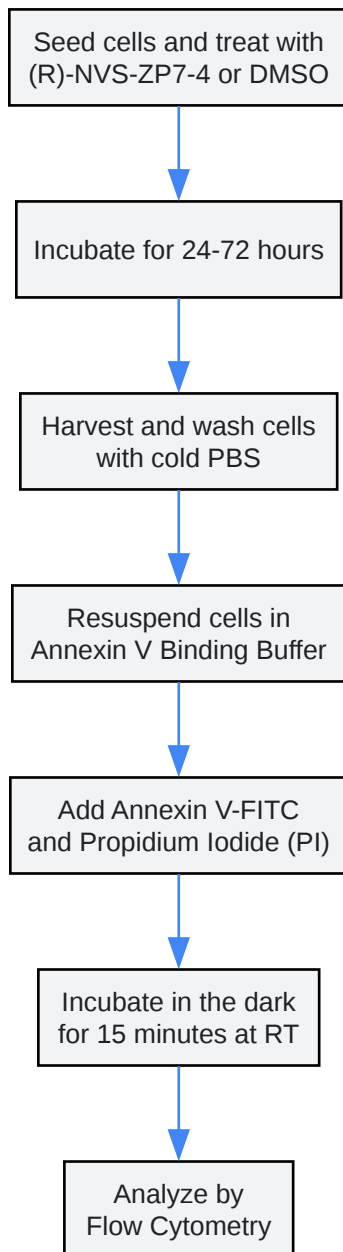 Seed cells and treat with
(R)-NVS-ZP7-4 or DMSO
Incubate for 24-72 hours
Harvest and wash cells
with cold PBS
Resuspend cells in
Annexin V Binding Buffer
Add Annexin V-FITC
and Propidium Iodide (PI)
Incubate in the dark
for 15 minutes at RT
Analyze by
Flow Cytometry